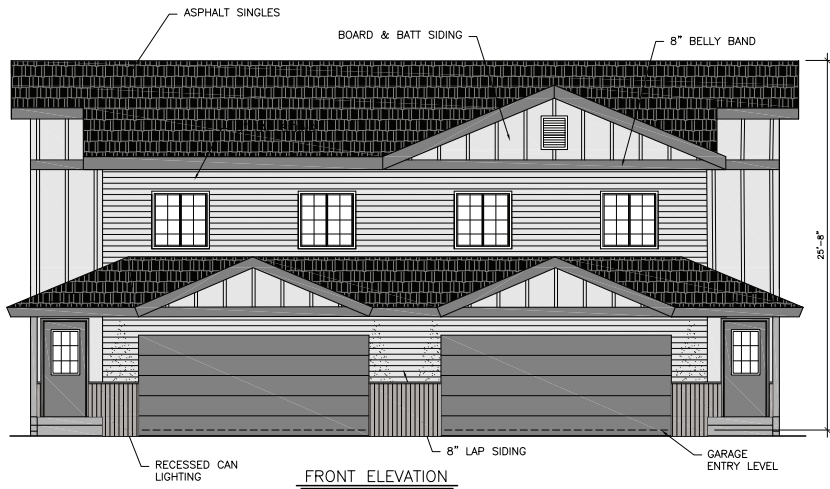 ASPHALT SINGLES
BOARD & BATT SIDING
8" BELLY BAND
25'-8"
8" LAP SIDING
GARAGE
ENTRY LEVEL
RECESSED CAN
LIGHTING
FRONT ELEVATION